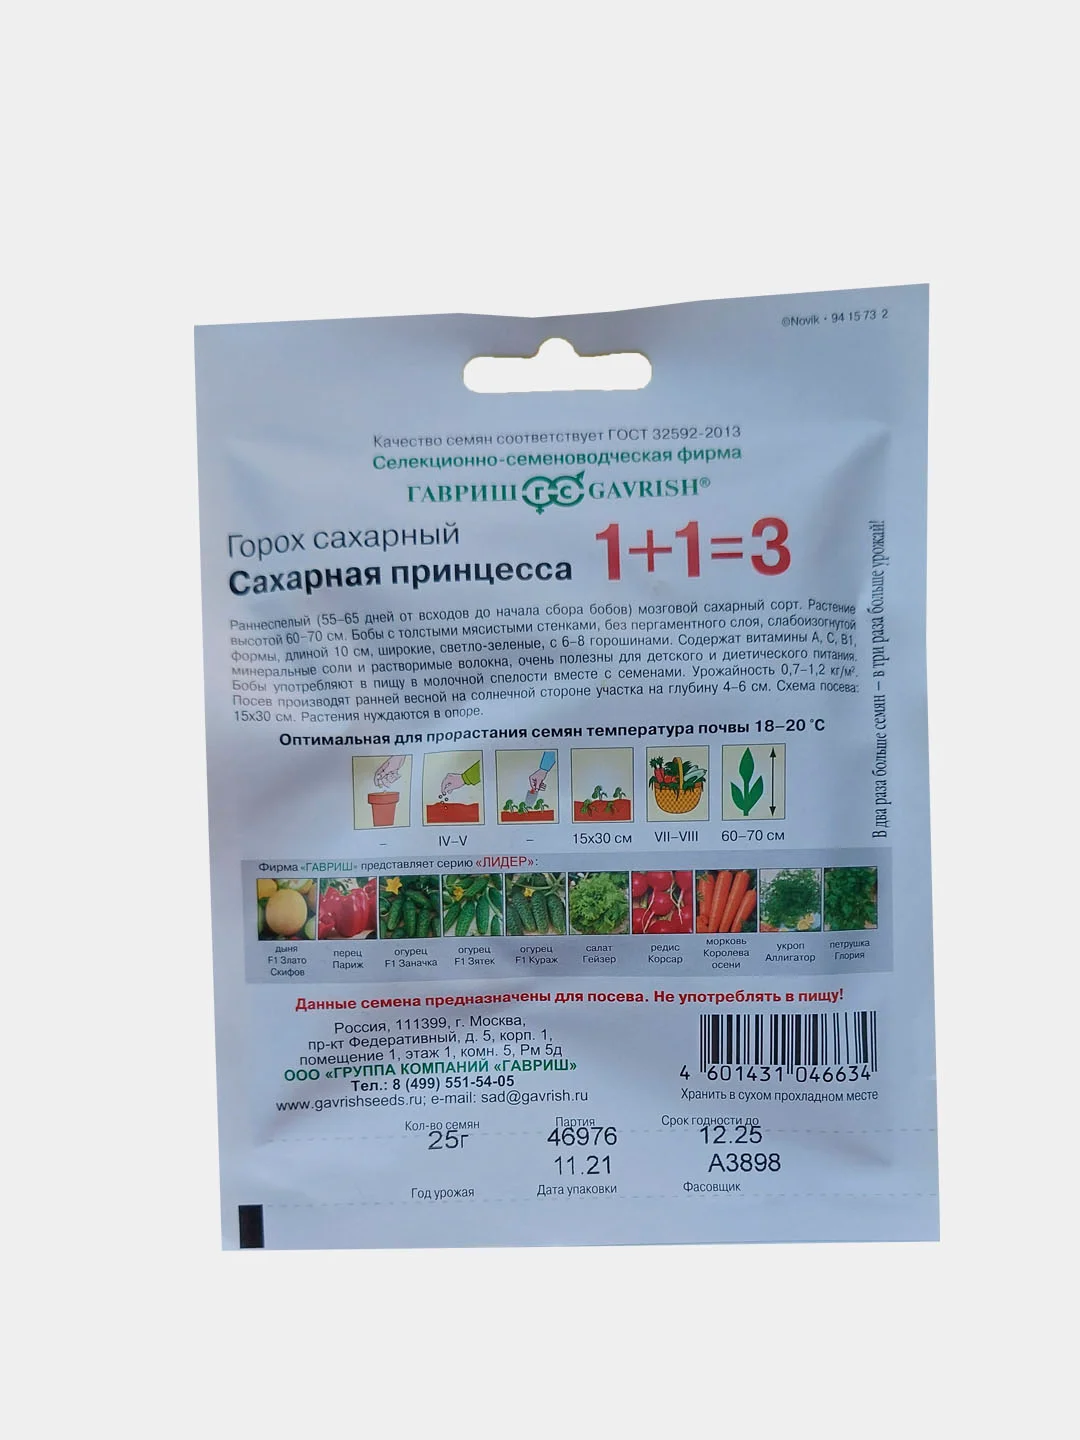 ©Novik · 94 15 73 2
Качество семян соответствует ГОСТ 32592-2013
Селекционно-семеноводческая фирма
ГАВРИШ ГС GAVRISH®
Горох сахарный
Сахарная принцесса
1+1=3
Раннеспелый (55–65 дней от всходов до начала сбора бобов) мозговой сахарный сорт. Растение
высотой 60–70 см. Бобы с толстыми мясистыми стенками, без пергаментного слоя, слабоизогнутой
формы, длиной 10 см, широкие, светло-зеленые, с 6–8 горошинами. Содержат витамины А, С, В1,
минеральные соли и растворимые волокна, очень полезны для детского и диетического питания.
Бобы употребляют в пищу в молочной спелости вместе с семенами. Урожайность 0,7–1,2 кг/м².
Посев производят ранней весной на солнечной стороне участка на глубину 4–6 см. Схема посева:
15х30 см. Растения нуждаются в опоре.
В два раза больше семян – в три раза больше урожай!
Оптимальная для прорастания семян температура почвы 18–20 °С
– IV–V – 15х30 см VII–VIII 60–70 см
Фирма «ГАВРИШ» представляет серию «ЛИДЕР»:
дыня
F1 Злато
Скифов
перец
Париж
огурец
F1 Заначка
огурец
F1 Зятек
огурец
F1 Кураж
салат
Гейзер
редис
Корсар
морковь
Королева
осени
укроп
Аллигатор
петрушка
Глория
Данные семена предназначены для посева. Не употреблять в пищу!
Россия, 111399, г. Москва,
пр-кт Федеративный, д. 5, корп. 1,
помещение 1, этаж 1, комн. 5, Рм 5д
ООО «ГРУППА КОМПАНИЙ «ГАВРИШ»
Тел.: 8 (499) 551-54-05
www.gavrishseeds.ru; e-mail: sad@gavrish.ru
4 601431 046634
Хранить в сухом прохладном месте
Кол-во семян Партия Срок годности до
25г 46976 12.25
11.21 А3898
Год урожая Дата упаковки Фасовщик